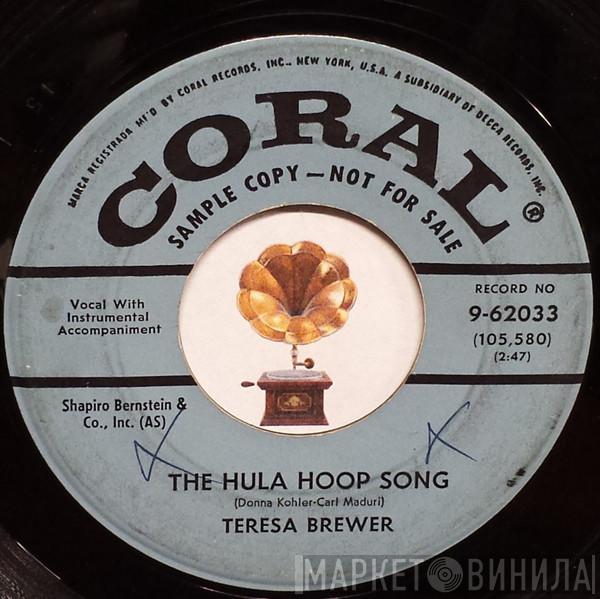 MARCA REGISTRADA MF'D BY CORAL RECORDS, INC., NEW YORK, U.S.A. A SUBSIDIARY OF DECCA RECORDS, INC.
CORAL®
SAMPLE COPY — NOT FOR SALE
Vocal With
Instrumental
Accompaniment
RECORD NO
9-62033
(105,580)
(2:47)
Shapiro Bernstein &
Co., Inc. (AS)
THE HULA HOOP SONG
(Donna Kohler-Carl Maduri)
TERESA BREWER
МАРКЕТ ВИНИЛА